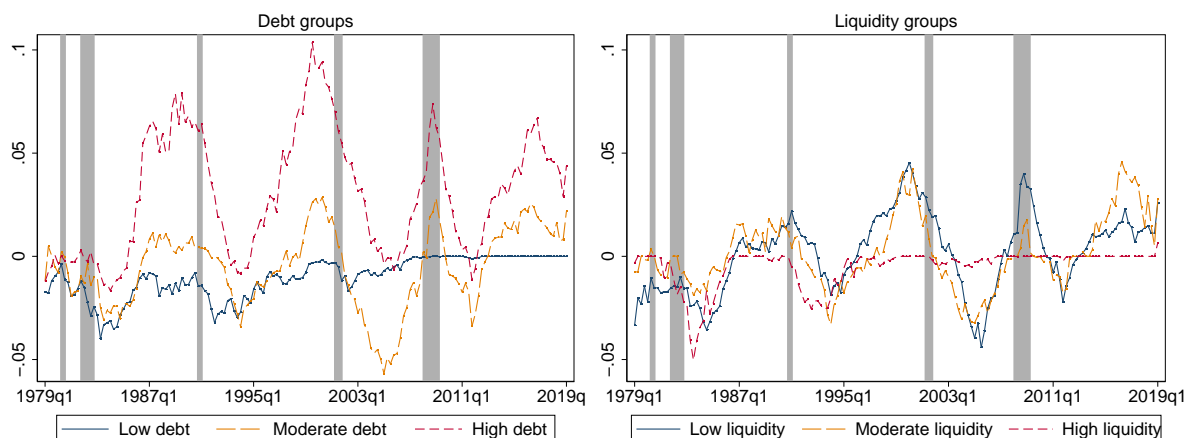 Debt groups
.1
.05
0
-.05
1979q1 1987q1 1995q1 2003q1 2011q1 2019q
Low debt Moderate debt High debt
Liquidity groups
.1
.05
0
-.05
1979q1 1987q1 1995q1 2003q1 2011q1 2019q1
Low liquidity Moderate liquidity High liquidity